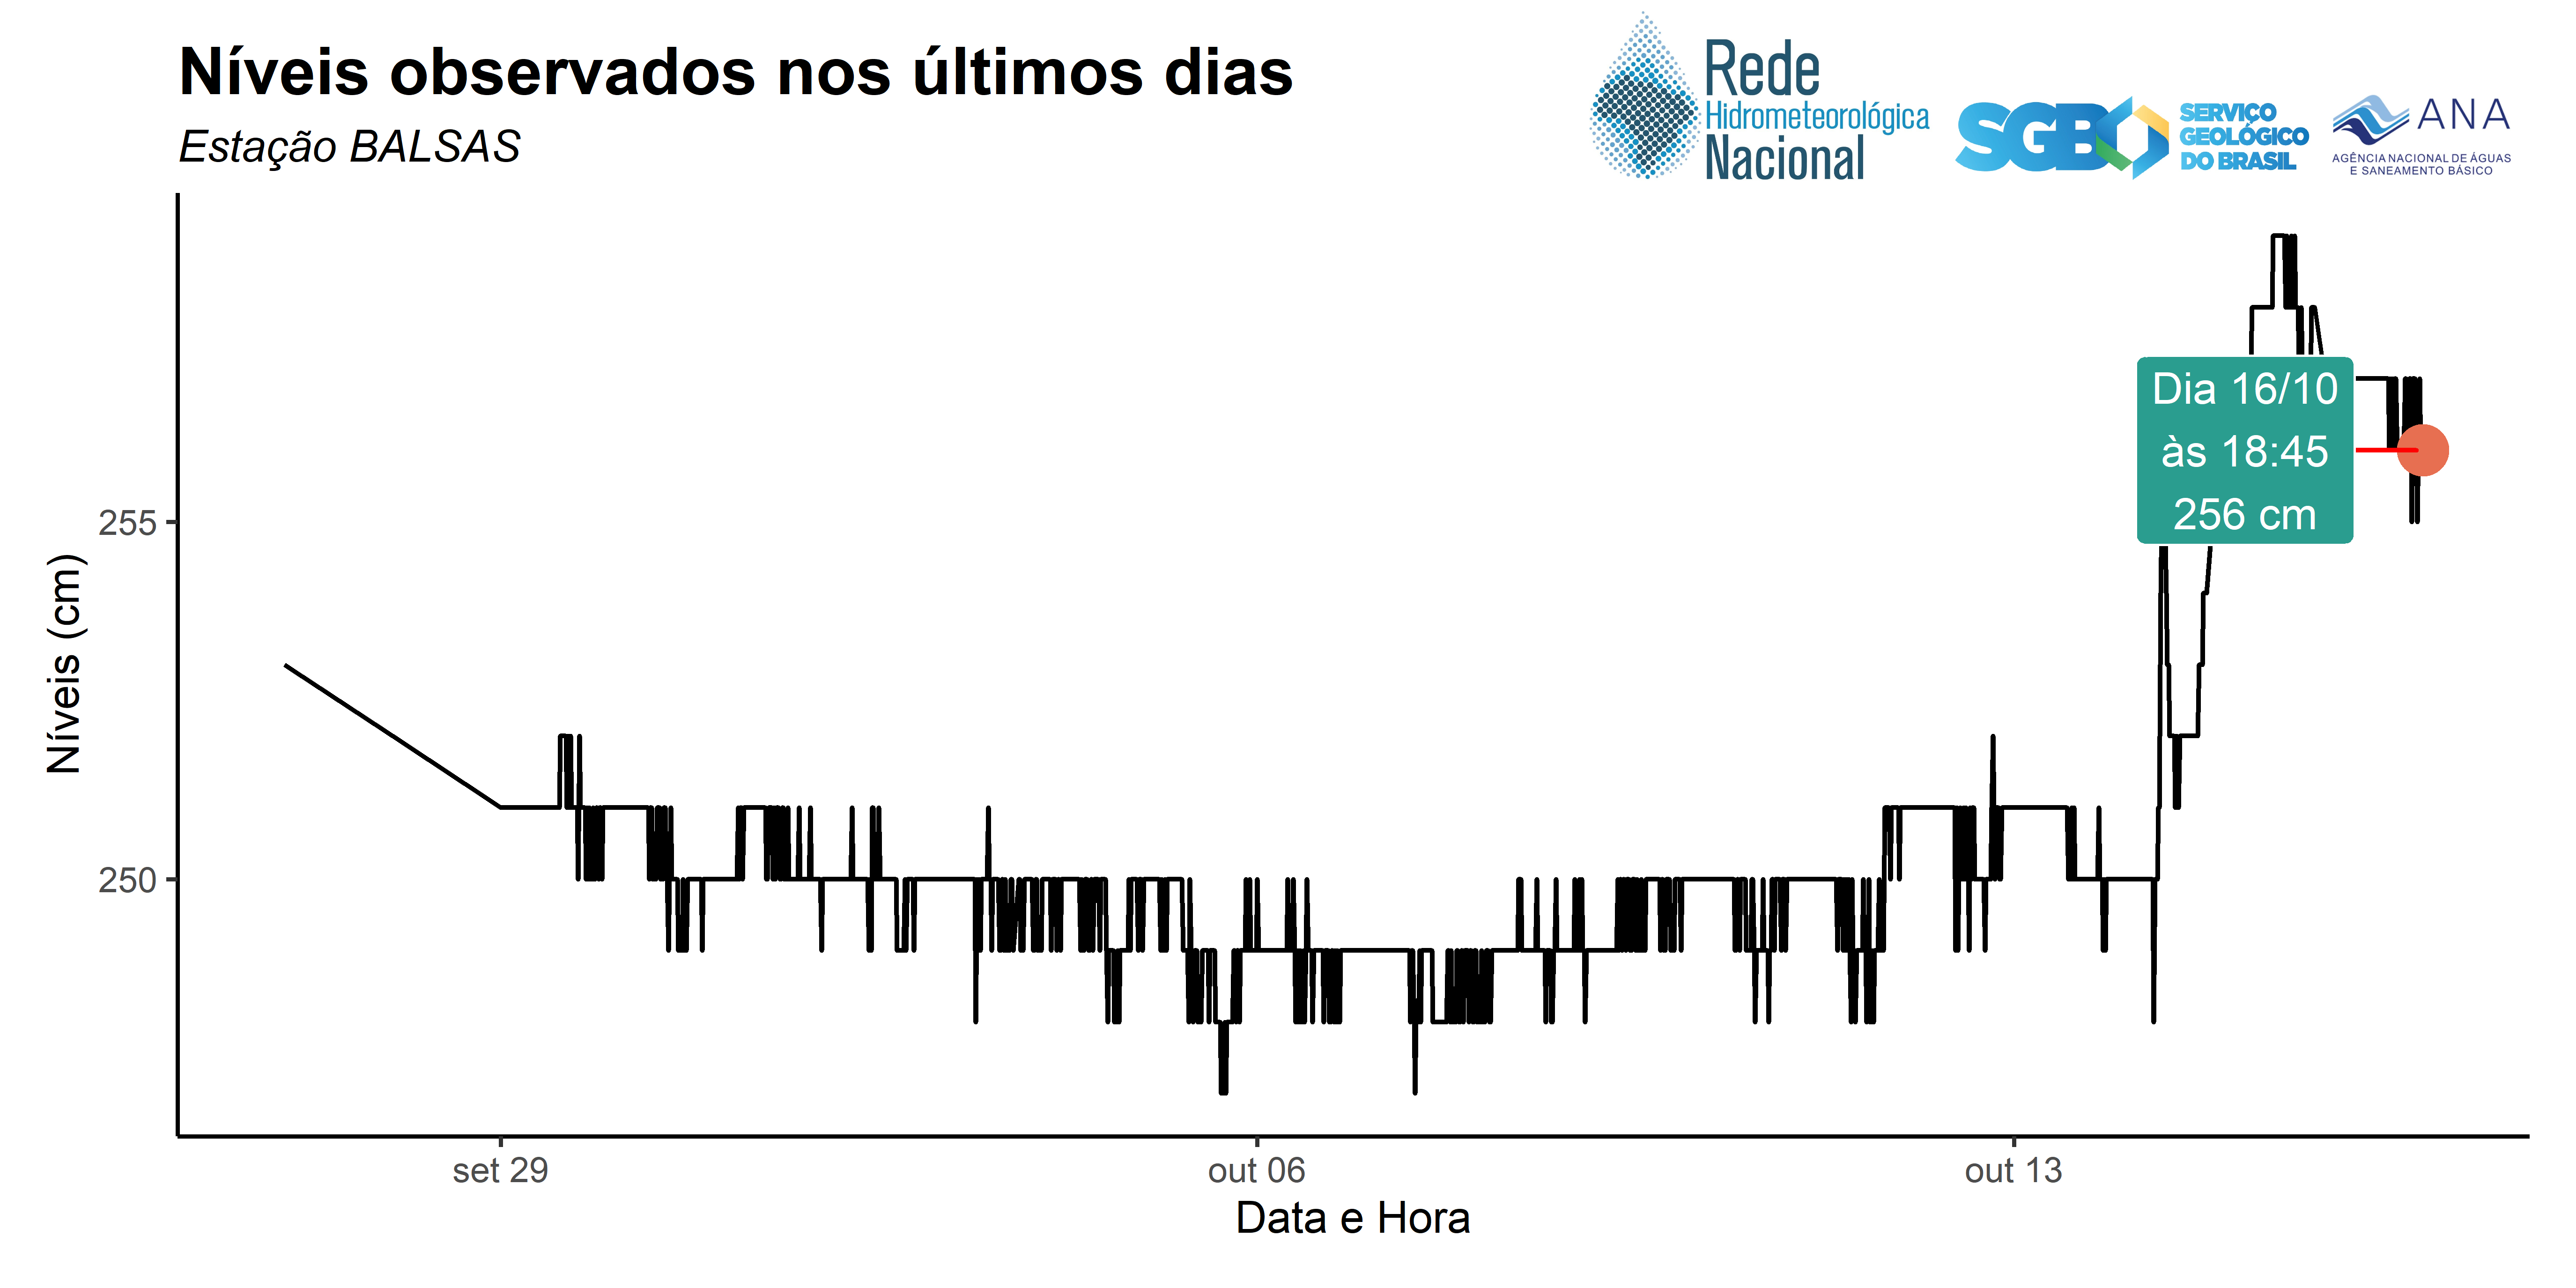 Níveis observados nos últimos dias
Estação BALSAS
Rede
Hidrometeorológica
Nacional
SGB
SERVIÇO
GEOLÓGICO
DO BRASIL
ANA
AGÊNCIA NACIONAL DE ÁGUAS
E SANEAMENTO BÁSICO
Dia 16/10
às 18:45
256 cm
255
250
Níveis (cm)
set 29
out 06
out 13
Data e Hora